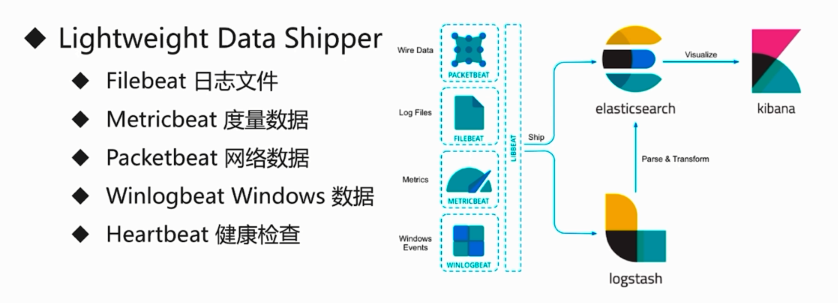 ◆ Lightweight Data Shipper
◆ Filebeat 日志文件
◆ Metricbeat 度量数据
◆ Packetbeat 网络数据
◆ Winlogbeat Windows 数据
◆ Heartbeat 健康检查
Wire Data
PACKETBEAT
Log Files
FILEBEAT
Metrics
METRICBEAT
Windows
Events
WINLOGBEAT
LIBBEAT
Ship
elasticsearch
Visualize
kibana
Parse & Transform
logstash